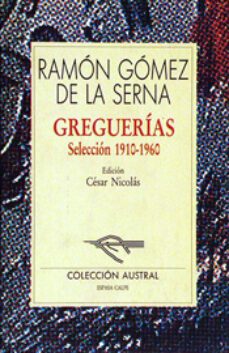 RAMÓN GÓMEZ
DE LA SERNA
GREGUERÍAS
Selección 1910-1960
Edición
César Nicolás
COLECCIÓN AUSTRAL
ESPASA CALPE